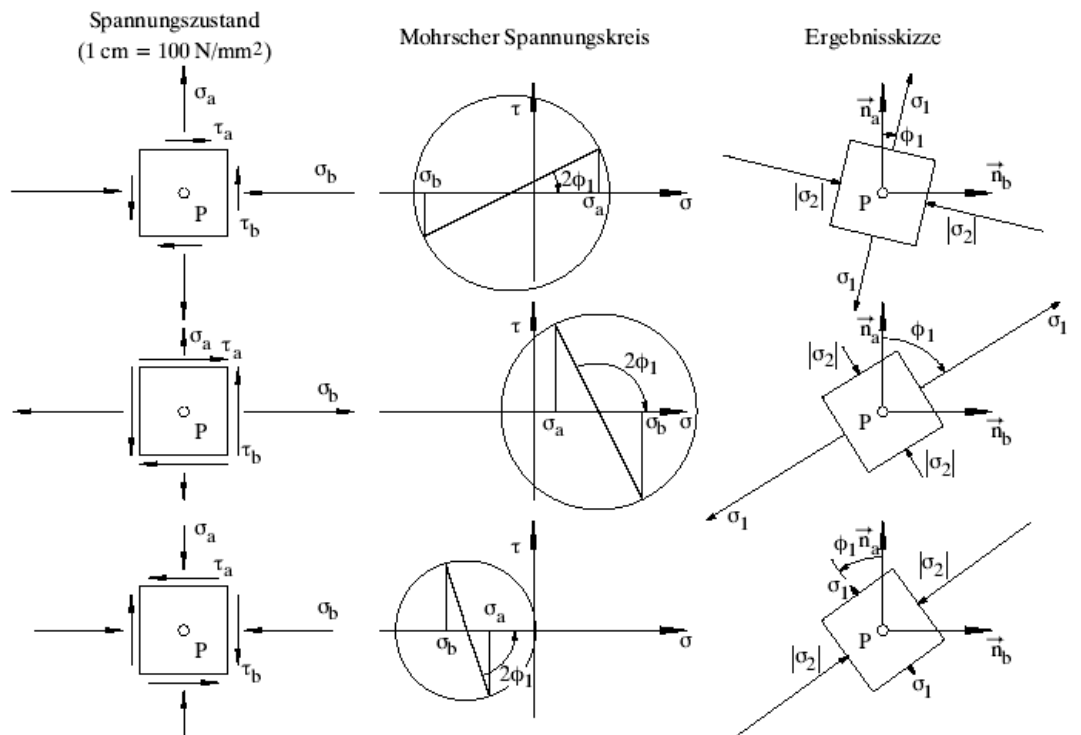 Spannungszustand
(1 cm = 100 N/mm²)
Mohrscher Spannungskreis
Ergebnisskizze
σa
τa
σb
P
τb
τ
σb
2ϕ1
σa
σ
n⃗a
σ1
ϕ1
|σ2|
P
n⃗b
|σ2|
σ1
σa
τa
σb
P
τb
τ
2ϕ1
σa
σb
σ
n⃗a
ϕ1
σ1
|σ2|
P
n⃗b
|σ2|
σ1
σa
τa
σb
P
τb
τ
σa
σb
σ
2ϕ1
ϕ1
n⃗a
|σ2|
σ1
P
n⃗b
|σ2|
σ1